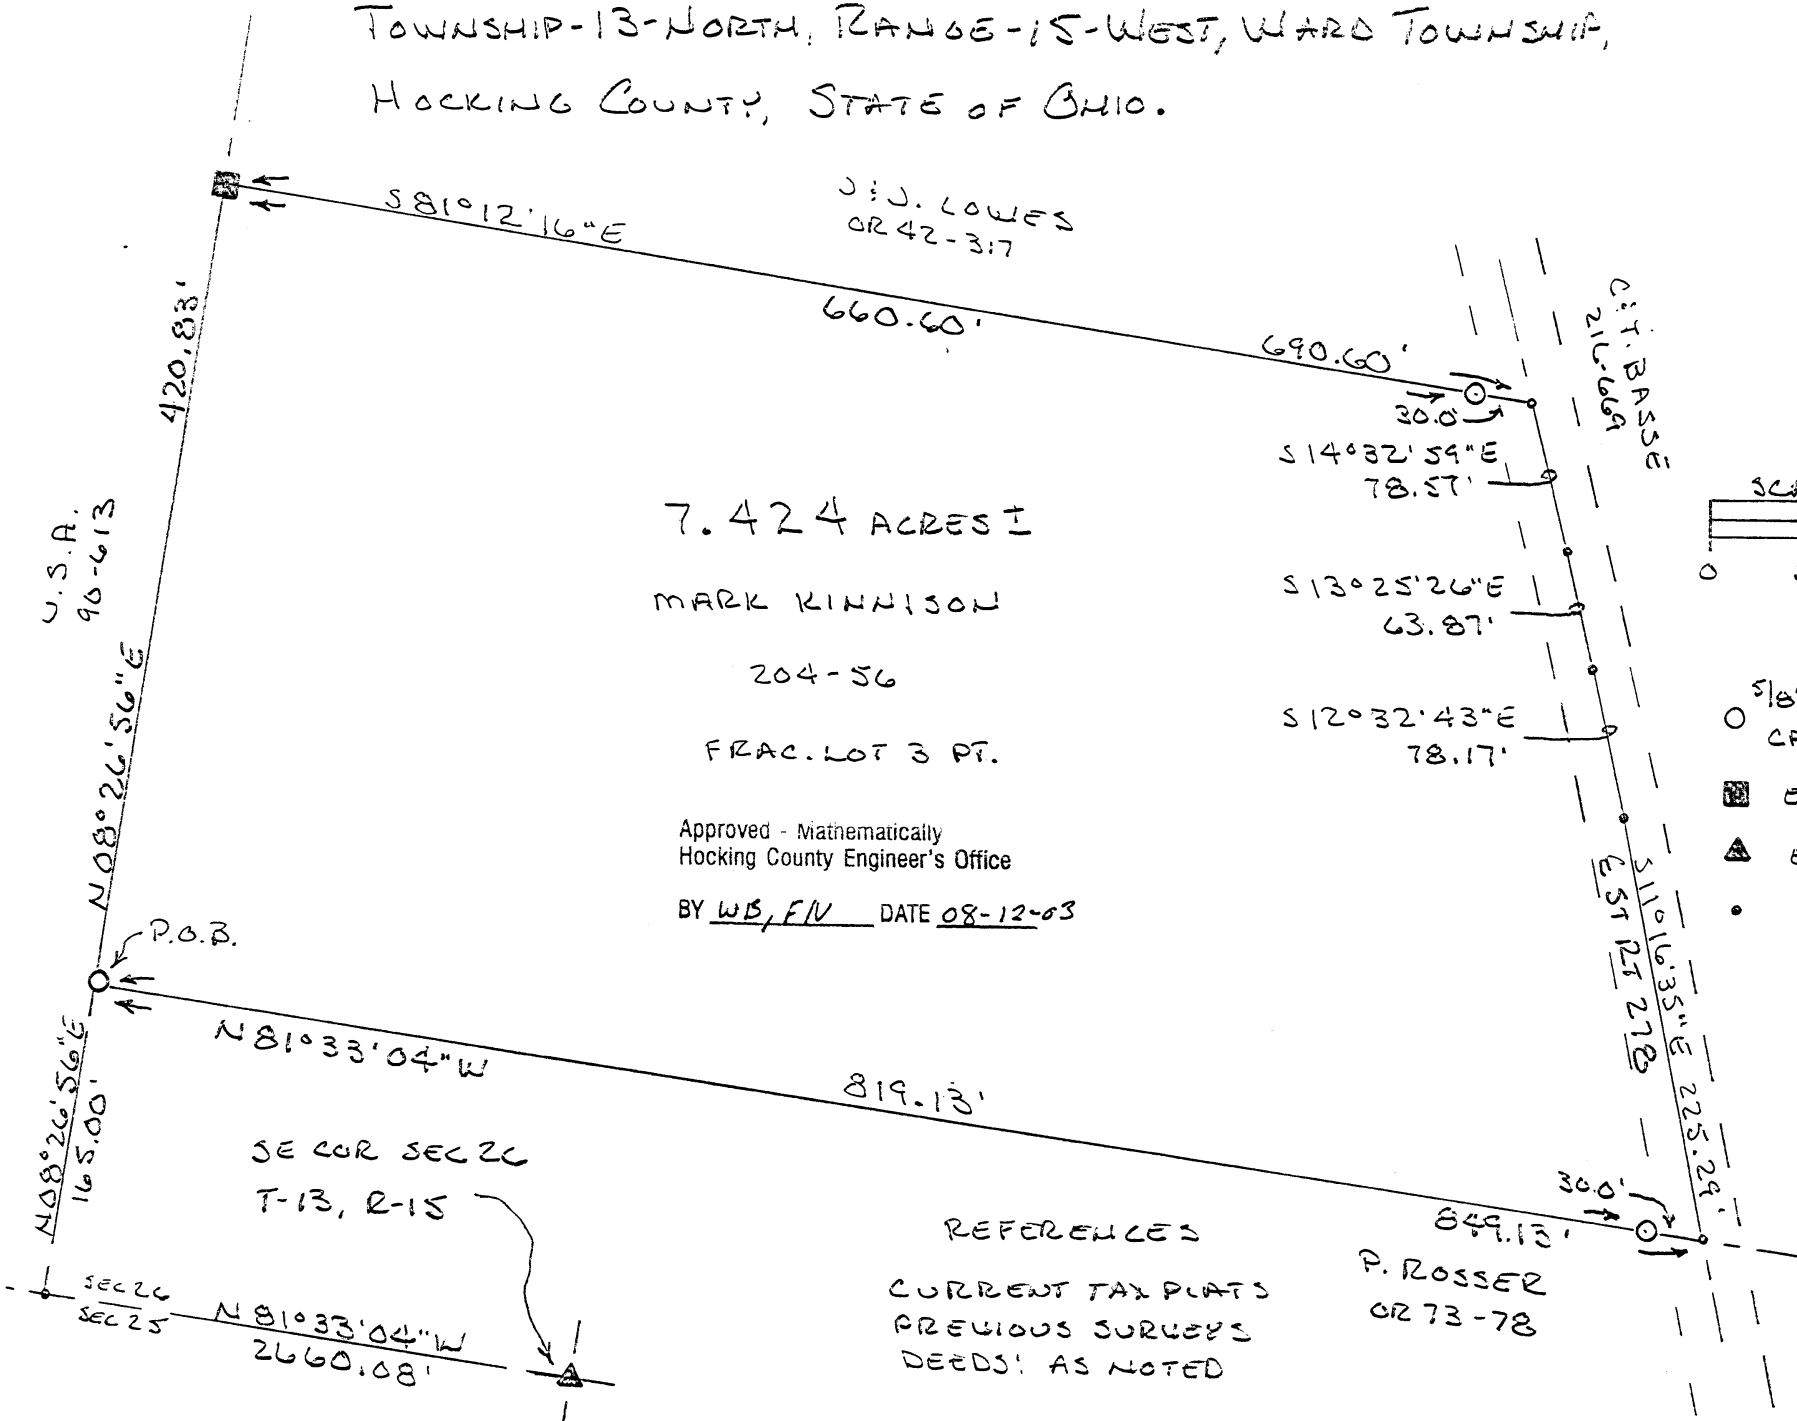 TOWNSHIP-13-NORTH, RANGE-15-WEST, WARD TOWNSHIP,
HOCKING COUNTY, STATE OF OHIO.
S81°12'16"E
J & J. LOWES
OR 42-317
660.60'
690.60'
30.0'
C & T. BASSE
216-669
420.83'
S14°32'59"E
78.57'
7.424 ACRES ±
U.S.A.
90-613
S13°25'26"E
63.87'
MARK KINNISON
204-56
S12°32'43"E
78.17'
FRAC. LOT 3 PT.
0
5/8"
N08°26'56"E
Approved - Mathematically
Hocking County Engineer's Office
BY WB, FN DATE 08-12-03
P.O.B.
S11°16'35"E 225.29'
ST RT 278
N81°33'04"W
819.13'
N08°26'56"E
165.00'
SE COR SEC 26
T-13, R-15
30.0'
849.13'
REFERENCES
CURRENT TAX PLATS
PREVIOUS SURVEYS
DEEDS: AS NOTED
P. ROSSER
OR 73-78
SEC 26
SEC 25
N81°33'04"W
2660.08'